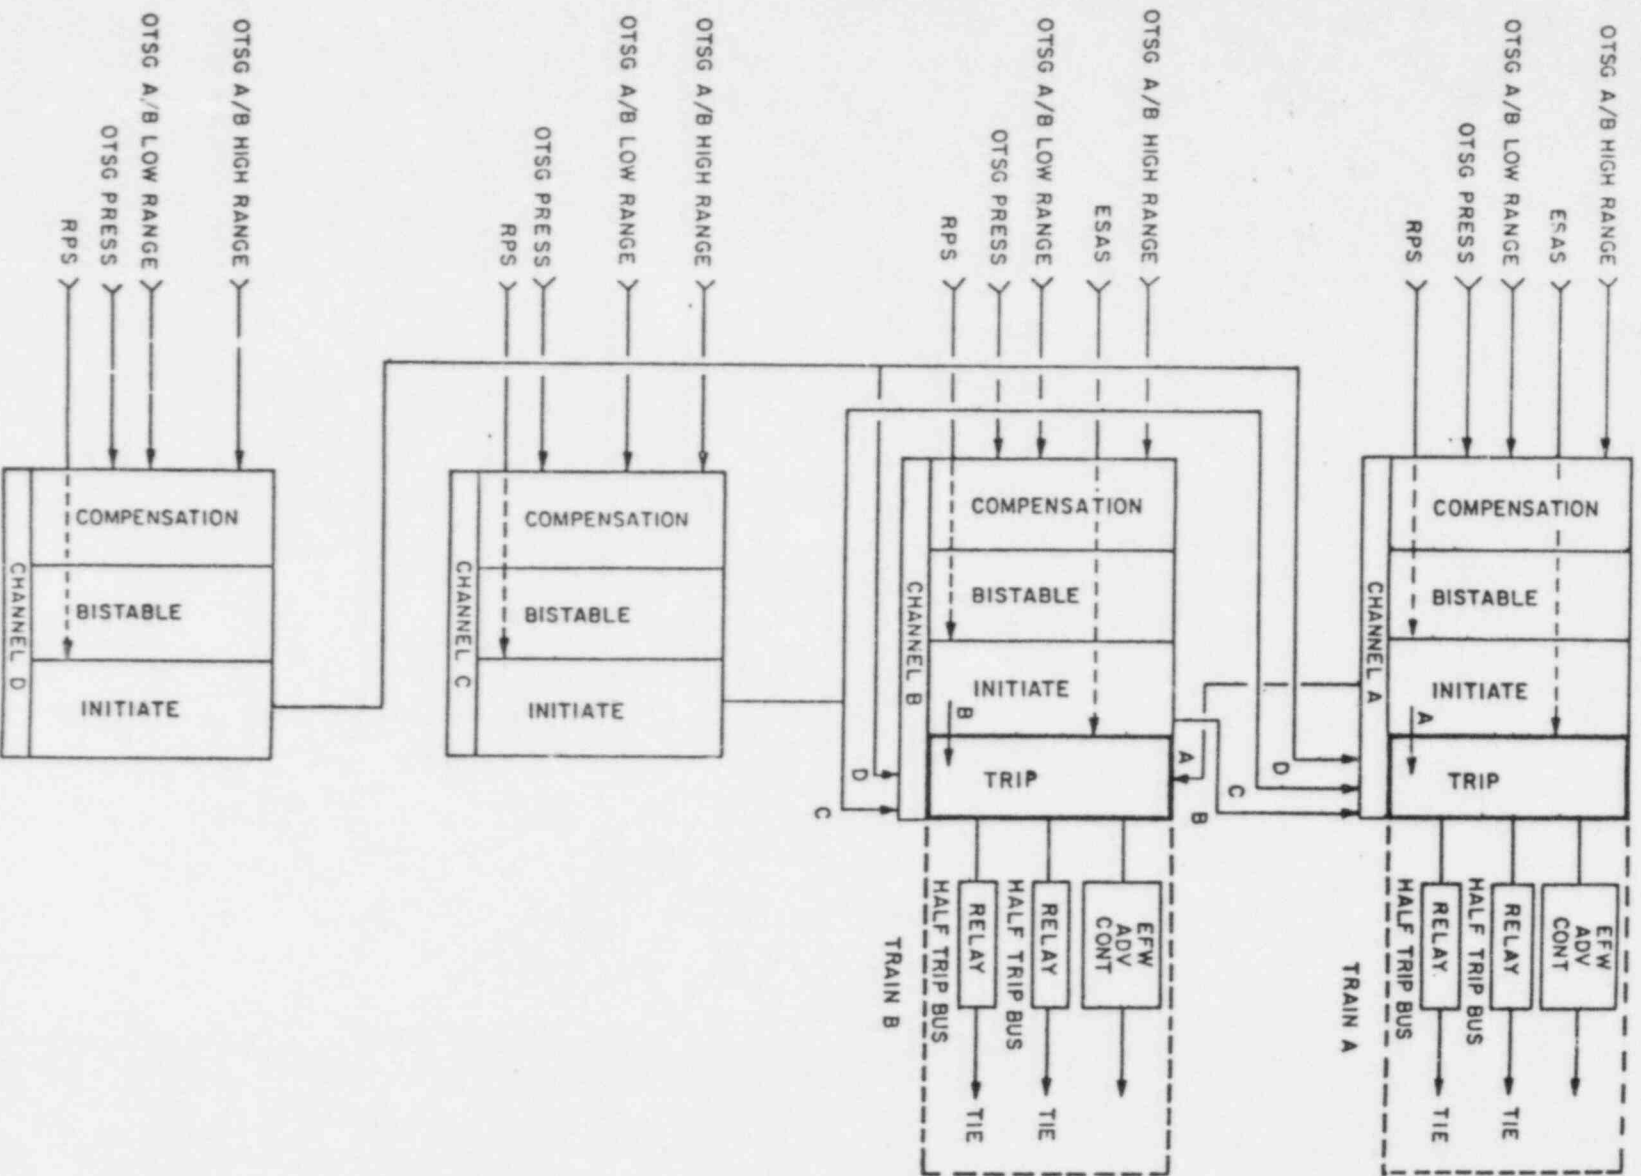 OTSG A/B HIGH RANGE
OTSG A/B LOW RANGE
OTSG PRESS
RPS
COMPENSATION
BISTABLE
INITIATE
CHANNEL D
OTSG A/B HIGH RANGE
OTSG A/B LOW RANGE
OTSG PRESS
RPS
COMPENSATION
BISTABLE
INITIATE
CHANNEL C
OTSG A/B HIGH RANGE
ESAS
OTSG A/B LOW RANGE
OTSG PRESS
RPS
COMPENSATION
BISTABLE
INITIATE
B
TRIP
CHANNEL B
D
C
A
B
C
D
EFW
ADV
CONT
RELAY
HALF TRIP BUS
RELAY
HALF TRIP BUS
TIE
TIE
TRAIN B
OTSG A/B HIGH RANGE
ESAS
OTSG A/B LOW RANGE
OTSG PRESS
RPS
COMPENSATION
BISTABLE
INITIATE
A
TRIP
CHANNEL A
EFW
ADV
CONT
RELAY
HALF TRIP BUS
RELAY
HALF TRIP BUS
TIE
TIE
TRAIN A